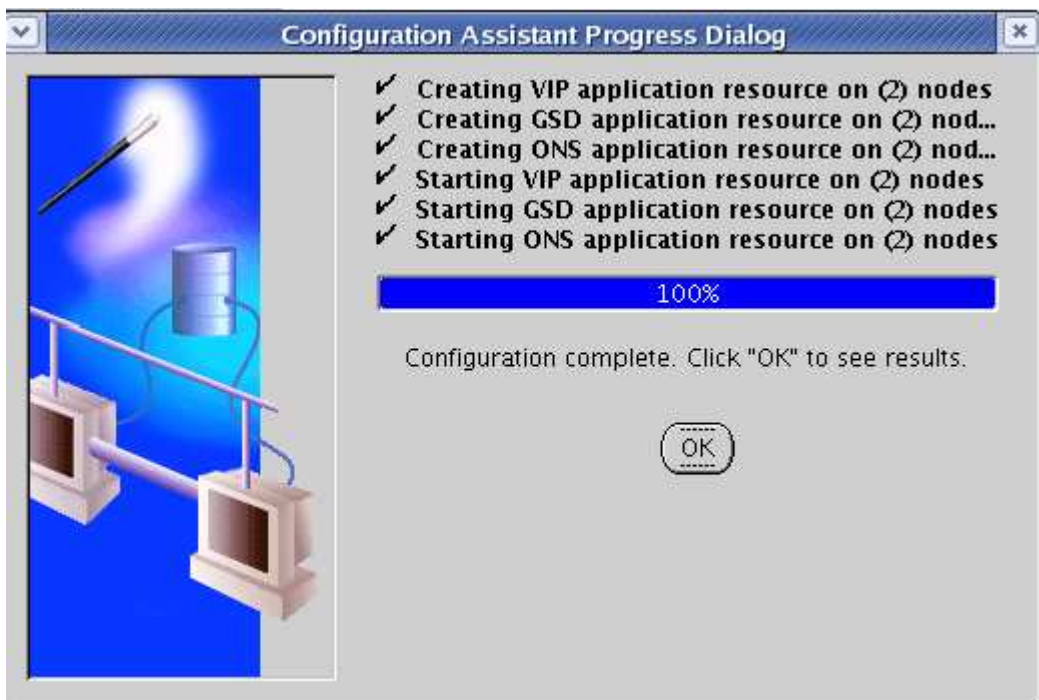 Configuration Assistant Progress Dialog
Creating VIP application resource on (2) nodes
Creating GSD application resource on (2) nod...
Creating ONS application resource on (2) nod...
Starting VIP application resource on (2) nodes
Starting GSD application resource on (2) nodes
Starting ONS application resource on (2) nodes
100%
Configuration complete. Click "OK" to see results.
OK